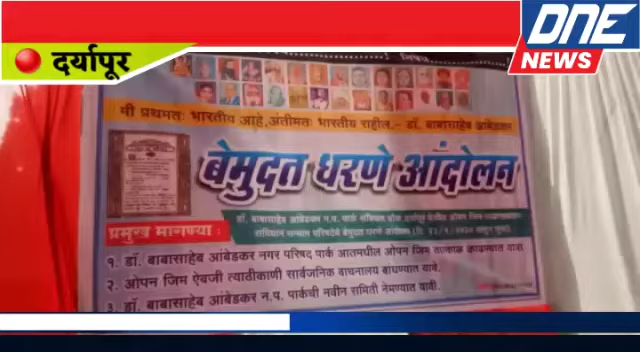 DNE
NEWS
दर्यापूर
मी प्रथमतः भारतीय आहे,अंतीमतः भारतीय राहील.- डॉ. बाबासाहेब आंबेडकर
बेमुदत धरणे आंदोलन
डॉ. बाबासाहेब आंबेडकर न.प. पार्क
प्रमुख मागण्या :
१. डॉ. बाबासाहेब आंबेडकर नगर परिषद पार्क आतमधील ओपन जिम तात्काळ काढण्यात यावा
२. ओपन जिम ऐवजी त्याठीकाणी सार्वजनिक वाचनालय बांधण्यात यावे.
३. डॉ. बाबासाहेब आंबेडकर न.प. पार्कची नवीन समिती नेमण्यात यावी.